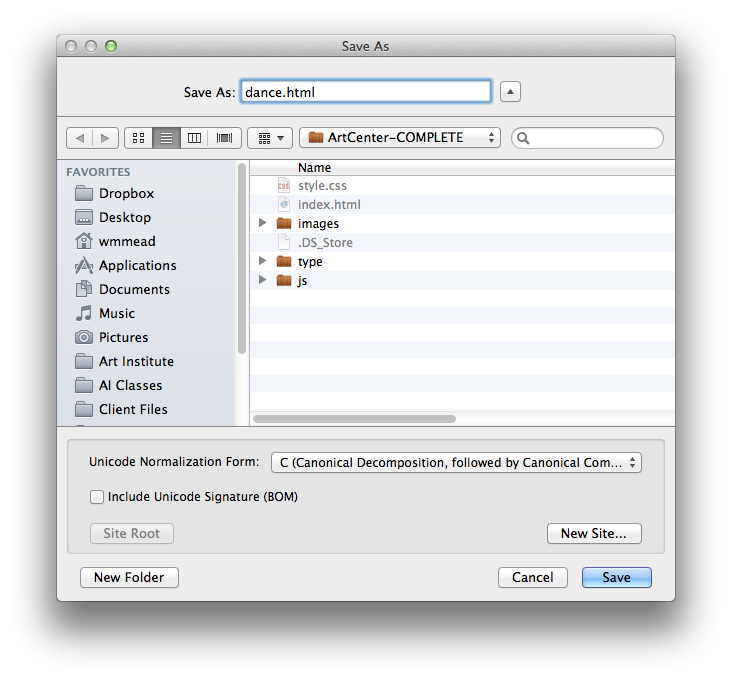 Save As
Save As: dance.html
ArtCenter-COMPLETE
FAVORITES
Dropbox
Desktop
wmmead
Applications
Documents
Music
Pictures
Art Institute
AI Classes
Client Files
Name
style.css
index.html
images
.DS_Store
type
js
Unicode Normalization Form: C (Canonical Decomposition, followed by Canonical Com...
Include Unicode Signature (BOM)
Site Root New Site...
New Folder Cancel Save